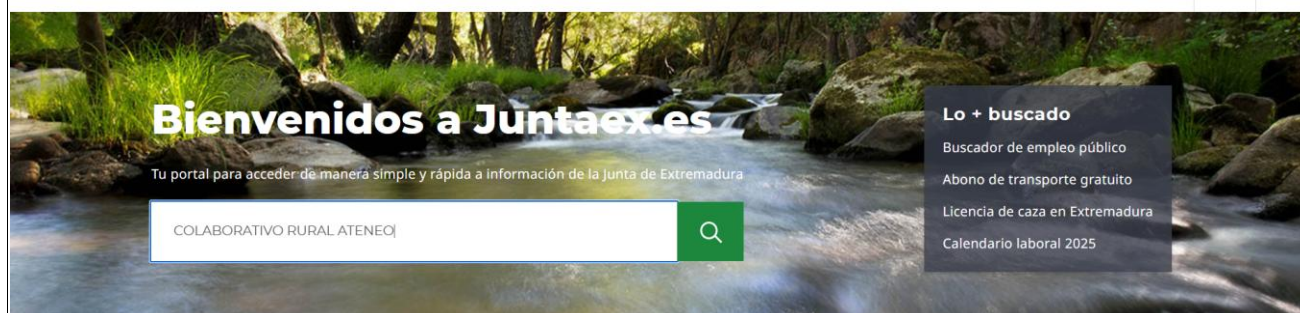 Bienvenidos a Juntaex.es
Tu portal para acceder de manera simple y rápida a información de la Junta de Extremadura
COLABORATIVO RURAL ATENEO
Lo + buscado
Buscador de empleo público
Abono de transporte gratuito
Licencia de caza en Extremadura
Calendario laboral 2025